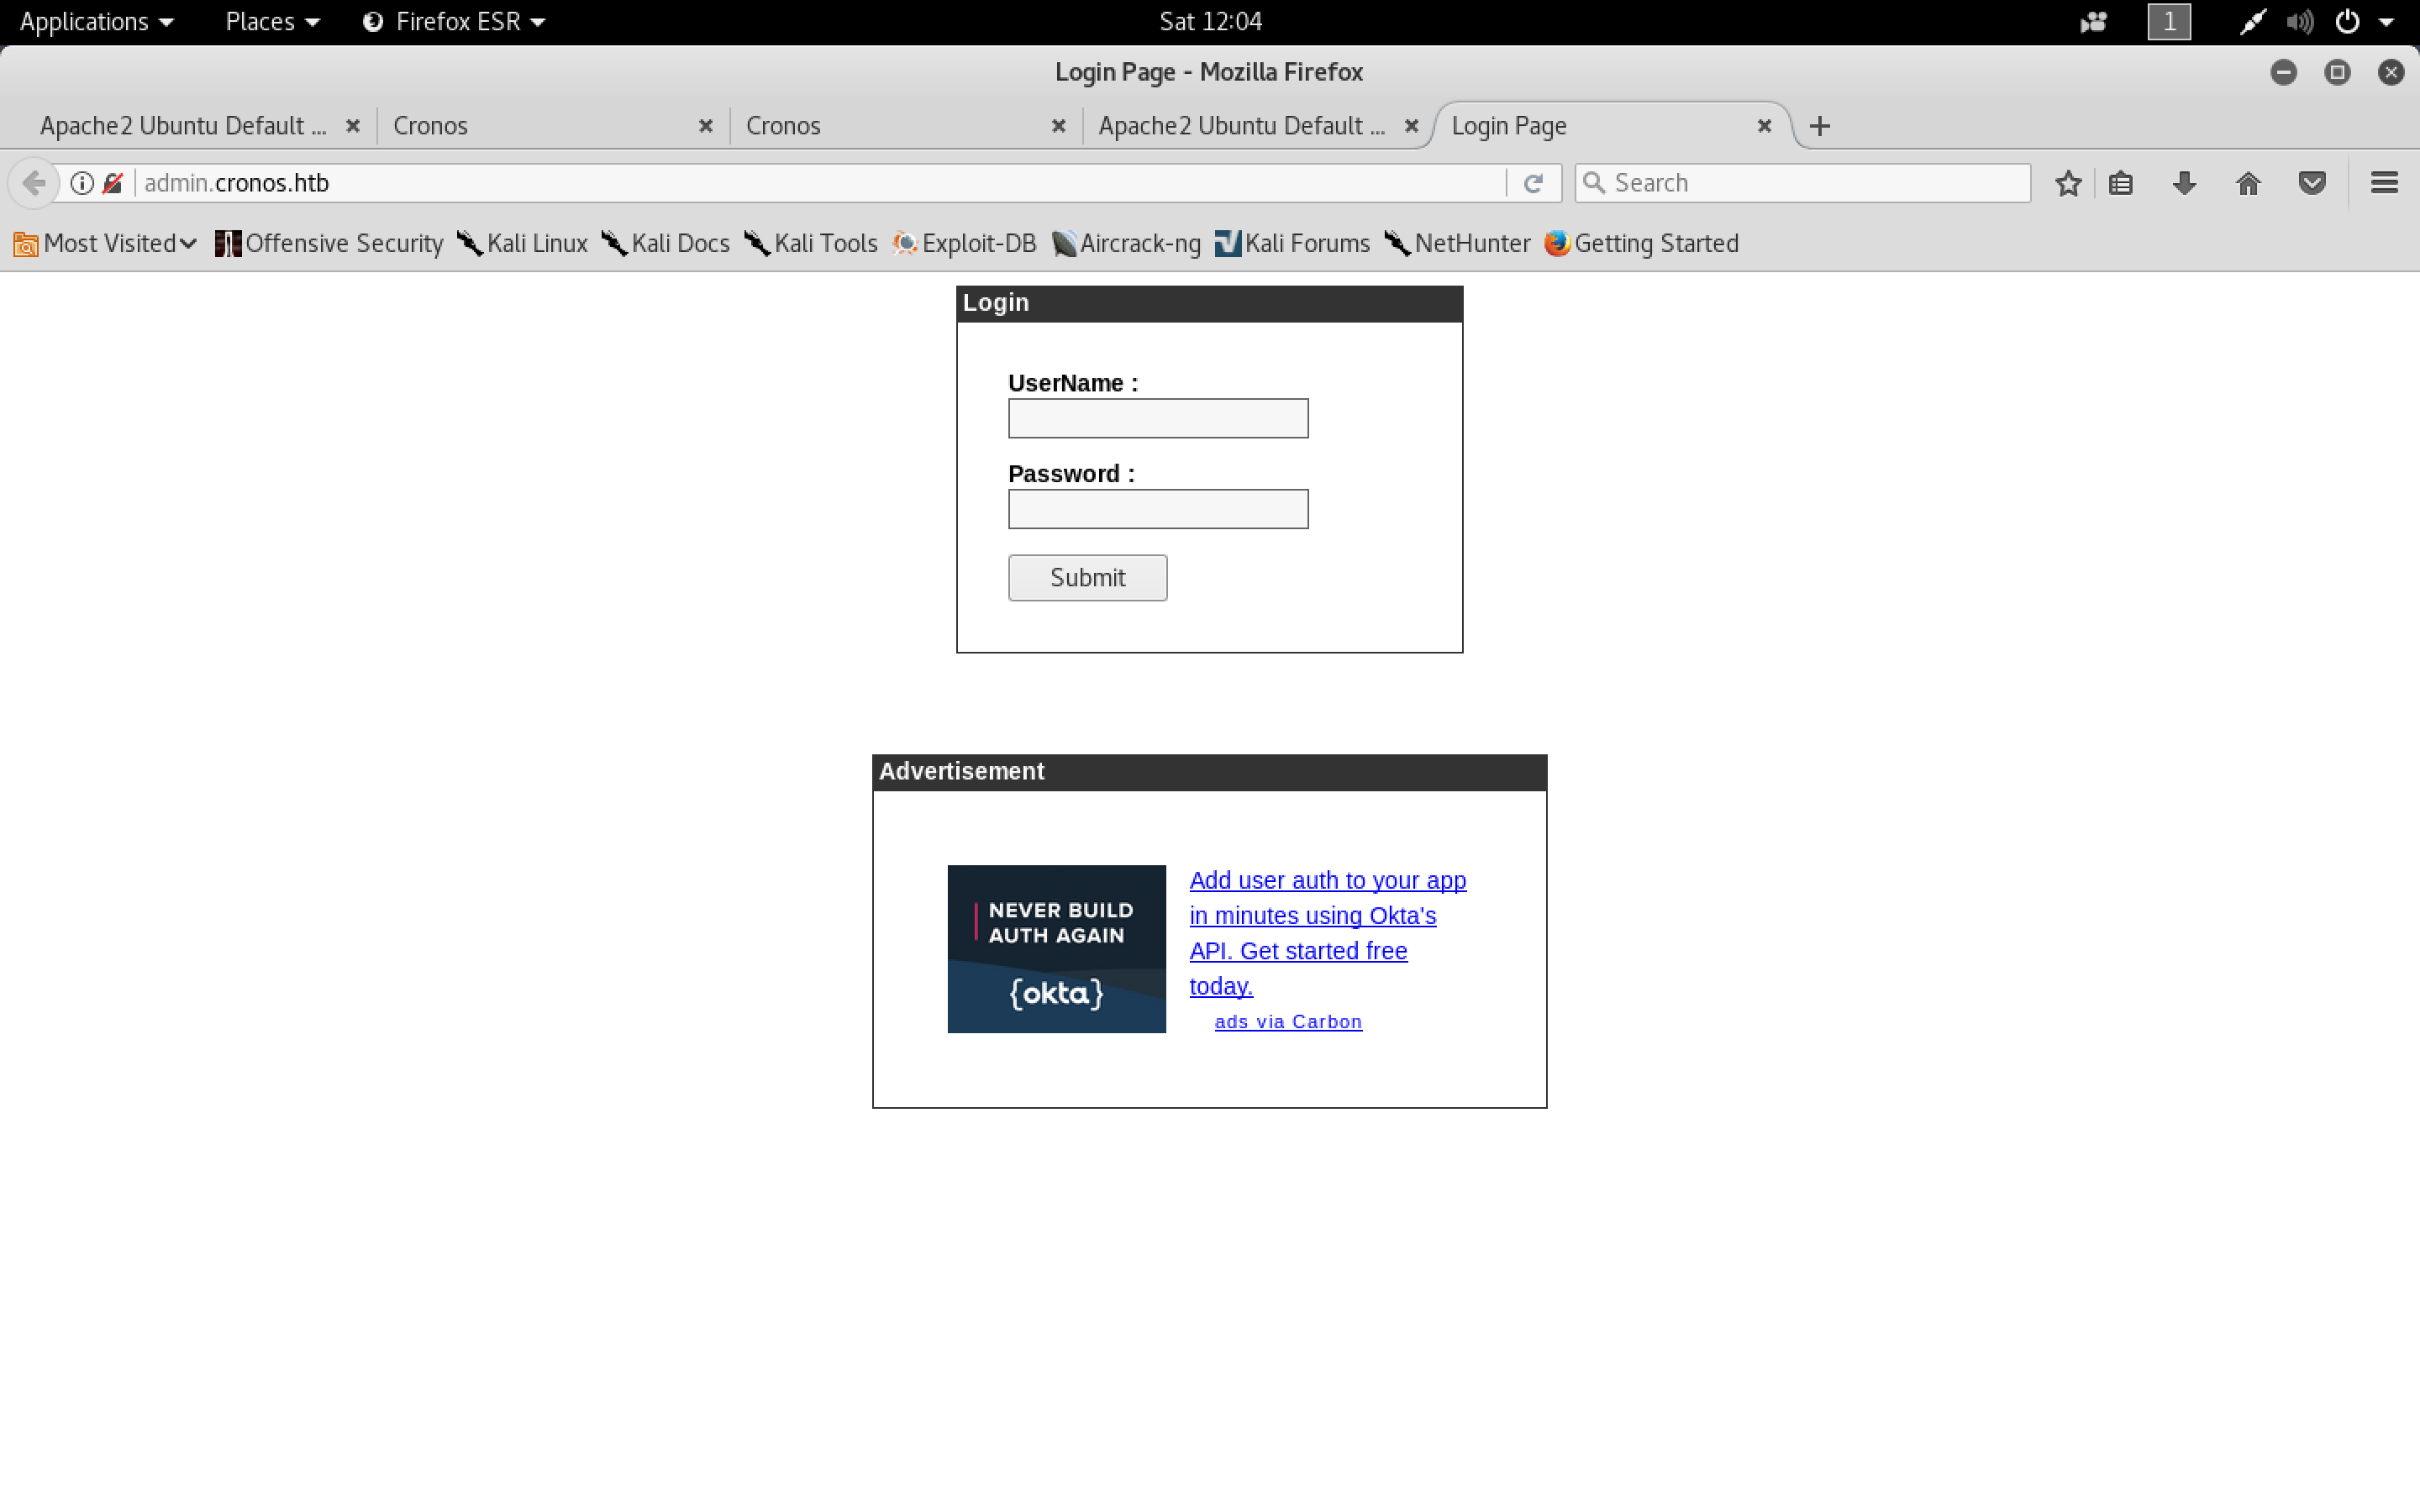 Applications Places Firefox ESR Sat 12:04 1
Login Page - Mozilla Firefox
Apache2 Ubuntu Default ... Cronos Cronos Apache2 Ubuntu Default ... Login Page
admin.cronos.htb Search
Most Visited Offensive Security Kali Linux Kali Docs Kali Tools Exploit-DB Aircrack-ng Kali Forums NetHunter Getting Started
Login
UserName :
Password :
Submit
Advertisement
NEVER BUILD
AUTH AGAIN
{okta}
Add user auth to your app
in minutes using Okta's
API. Get started free
today.
ads via Carbon